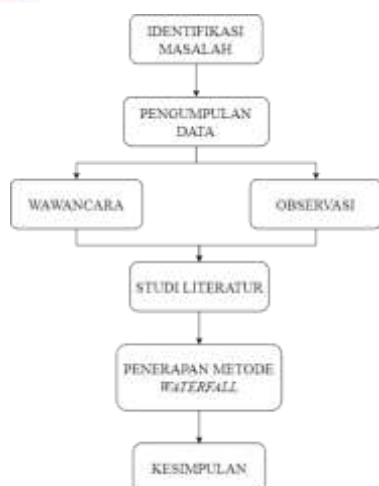 IDENTIFIKASI
MASALAH
PENGUMPULAN
DATA
WAWANCARA
OBSERVASI
STUDI LITERATUR
PENERAPAN METODE
WATERFALL
KESIMPULAN